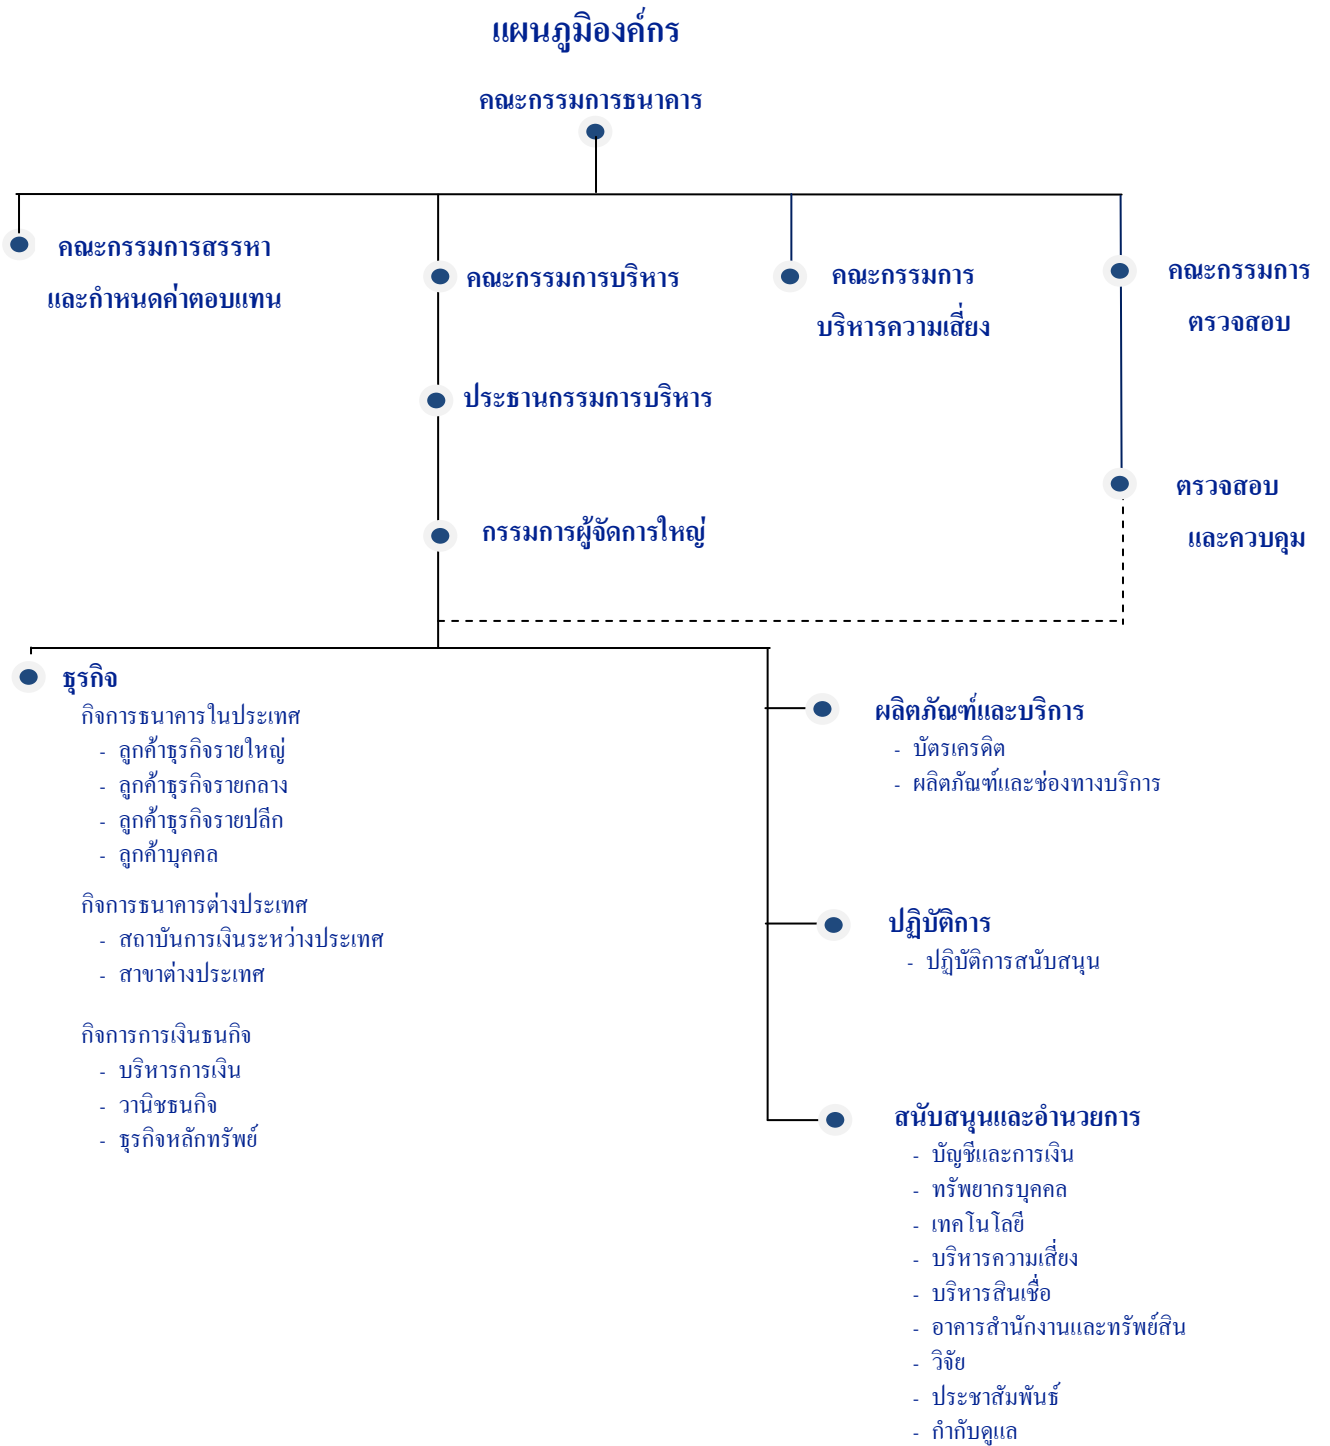 แผนภูมิองค์กร
คณะกรรมการธนาคาร
คณะกรรมการสรรหา
และกำหนดค่าตอบแทน
คณะกรรมการบริหาร
คณะกรรมการ
บริหารความเสี่ยง
คณะกรรมการ
ตรวจสอบ
ประธานกรรมการบริหาร
กรรมการผู้จัดการใหญ่
ตรวจสอบ
และควบคุม
ธุรกิจ
กิจการธนาคารในประเทศ
- ลูกค้าธุรกิจรายใหญ่
- ลูกค้าธุรกิจรายกลาง
- ลูกค้าธุรกิจรายปลีก
- ลูกค้าบุคคล
กิจการธนาคารต่างประเทศ
- สถาบันการเงินระหว่างประเทศ
- สาขาต่างประเทศ
กิจการการเงินธนกิจ
- บริหารการเงิน
- วานิชธนกิจ
- ธุรกิจหลักทรัพย์
ผลิตภัณฑ์และบริการ
- บัตรเครดิต
- ผลิตภัณฑ์และช่องทางบริการ
ปฏิบัติการ
- ปฏิบัติการสนับสนุน
สนับสนุนและอำนวยการ
- บัญชีและการเงิน
- ทรัพยากรบุคคล
- เทคโนโลยี
- บริหารความเสี่ยง
- บริหารสินเชื่อ
- อาคารสำนักงานและทรัพย์สิน
- วิจัย
- ประชาสัมพันธ์
- กำกับดูแล